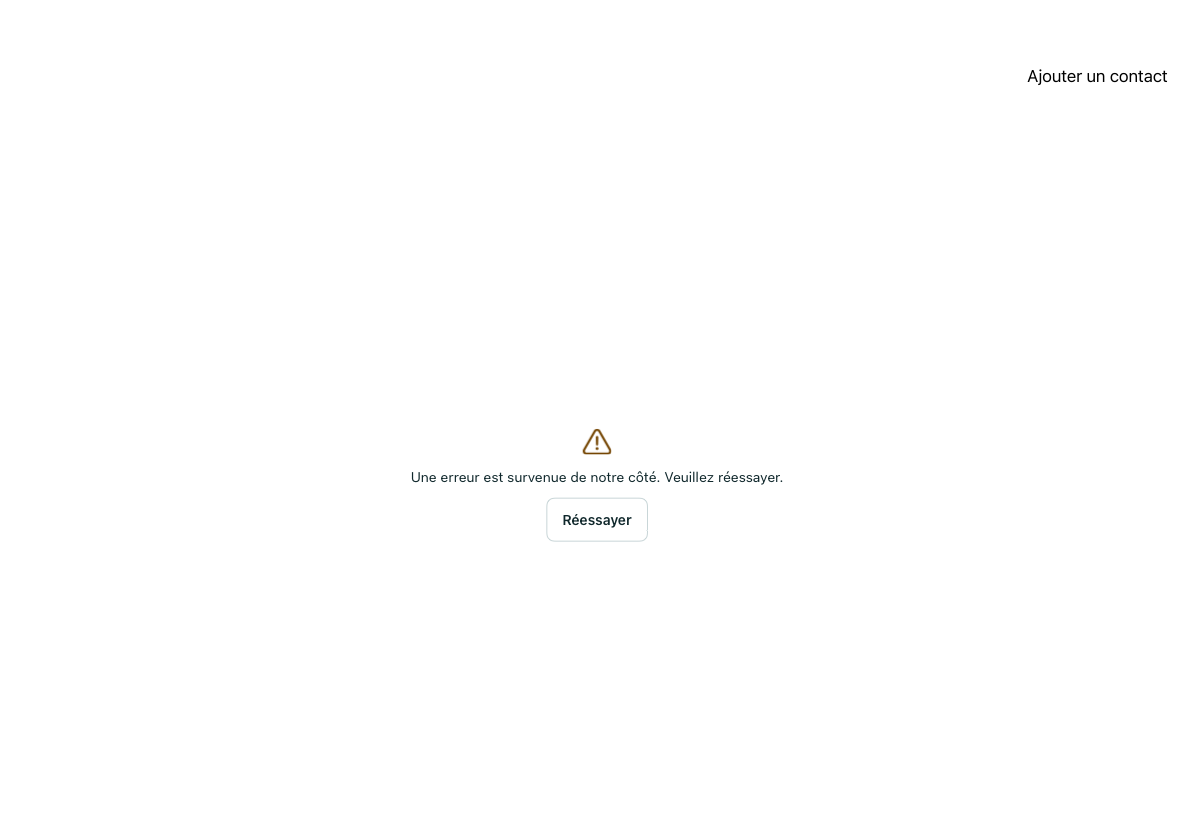 Ajouter un contact
Une erreur est survenue de notre côté. Veuillez réessayer.
Réessayer